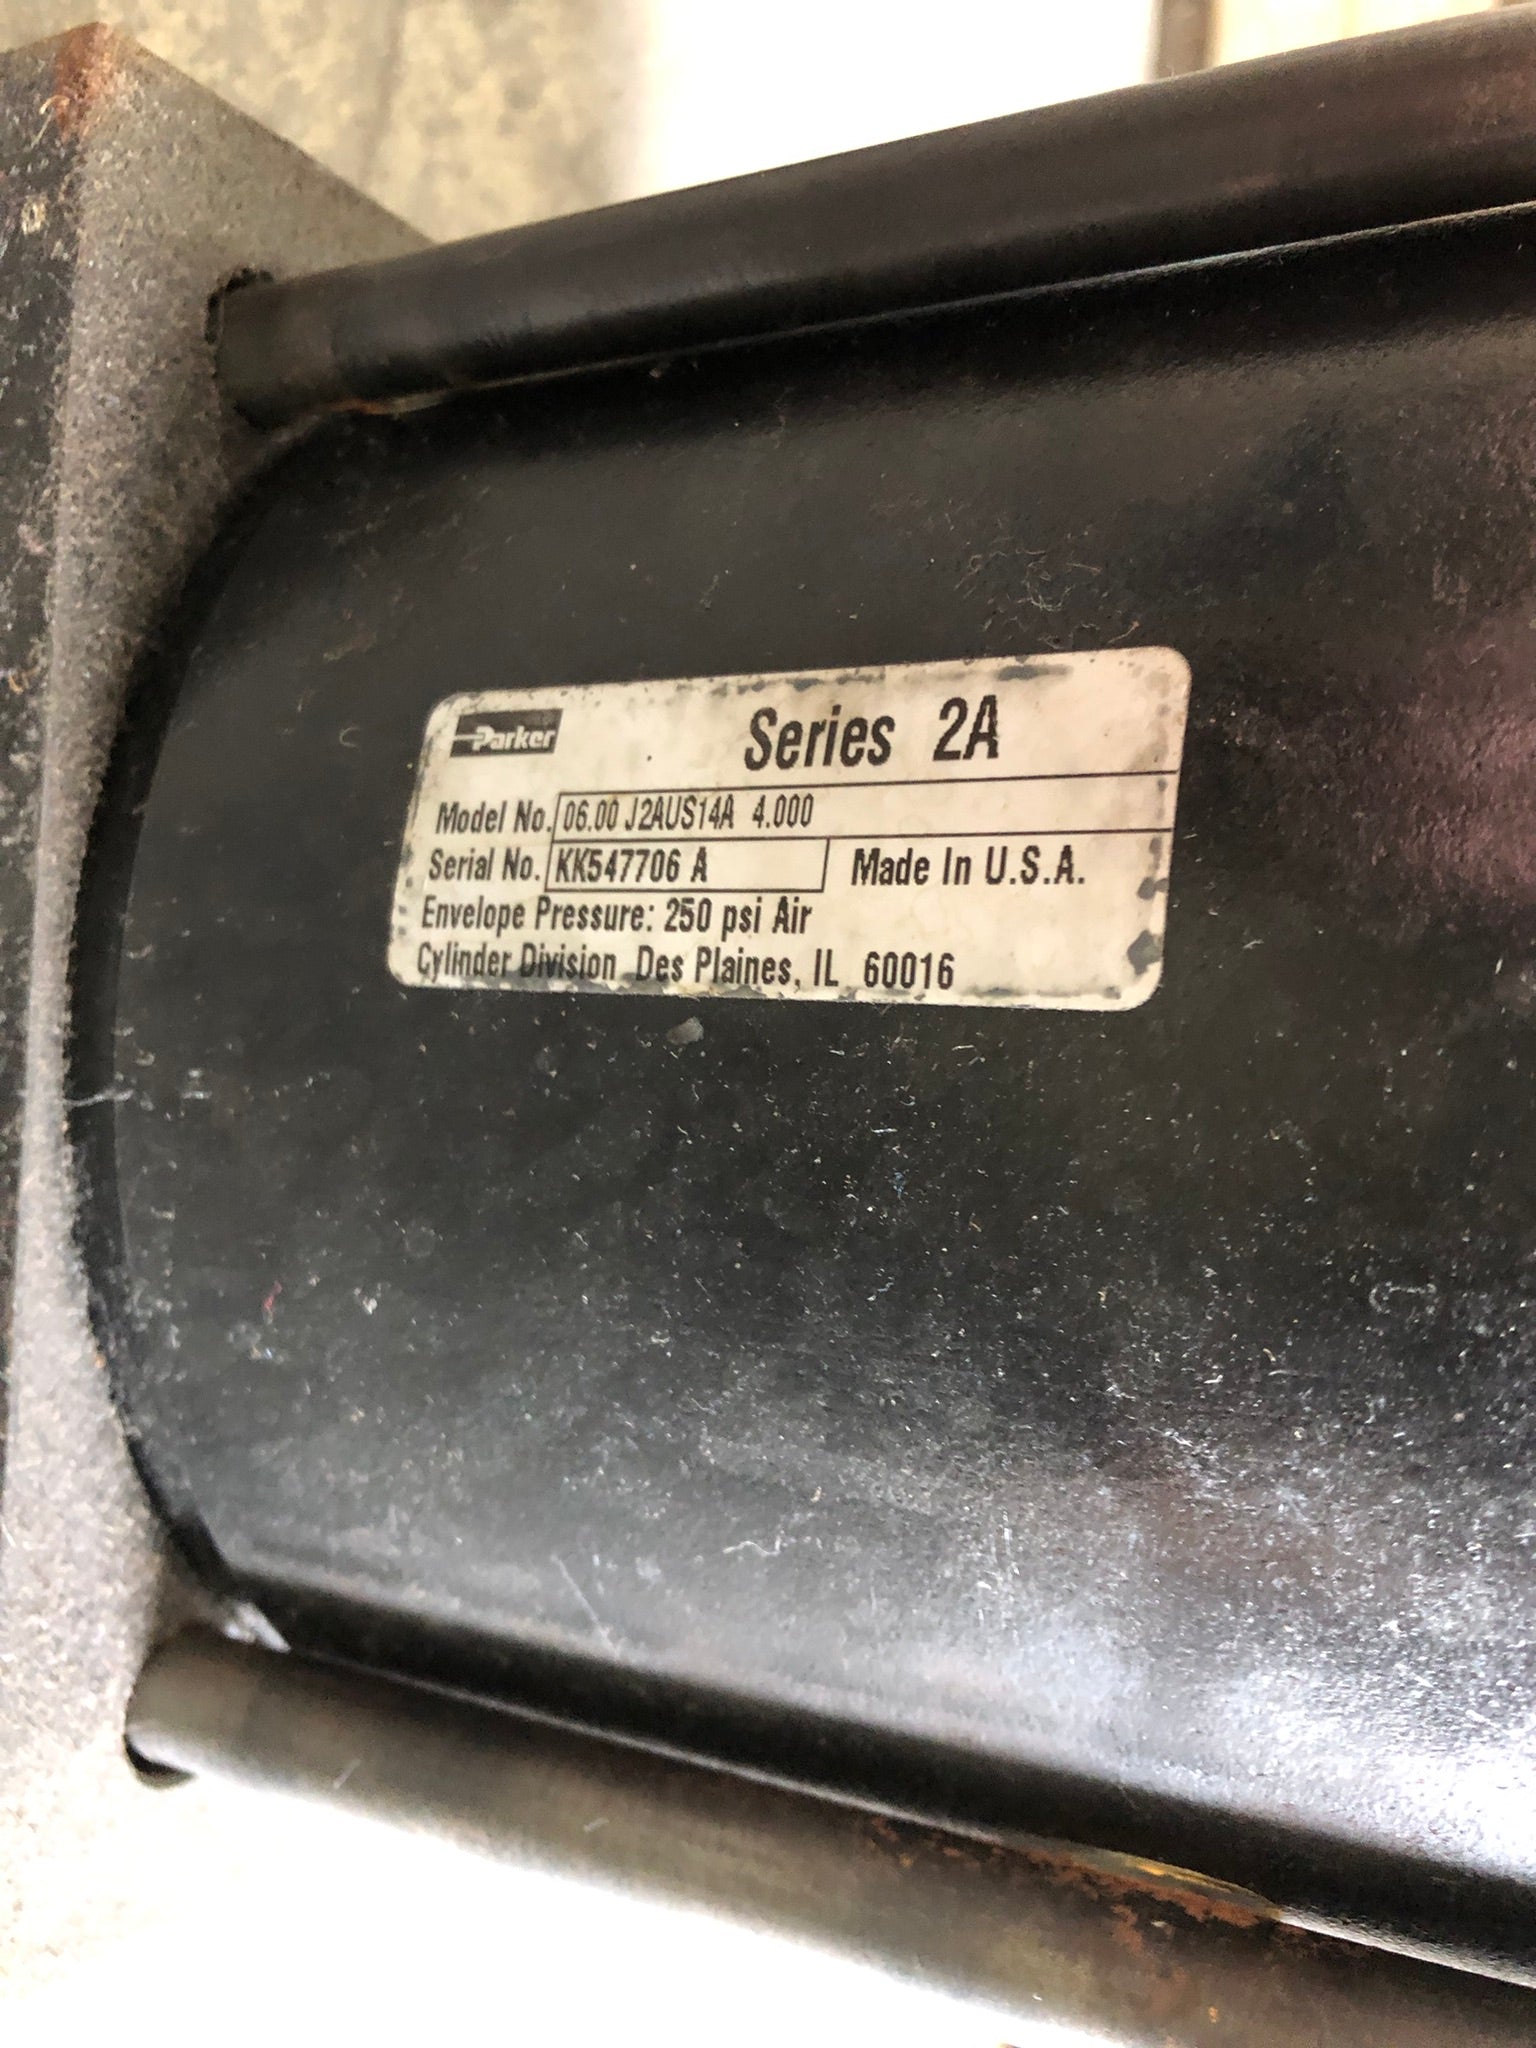 Parker Series 2A
Model No. 06.00 J2AUS14A 4.000
Serial No. KK547706 A Made In U.S.A.
Envelope Pressure: 250 psi Air
Cylinder Division Des Plaines, IL 60016